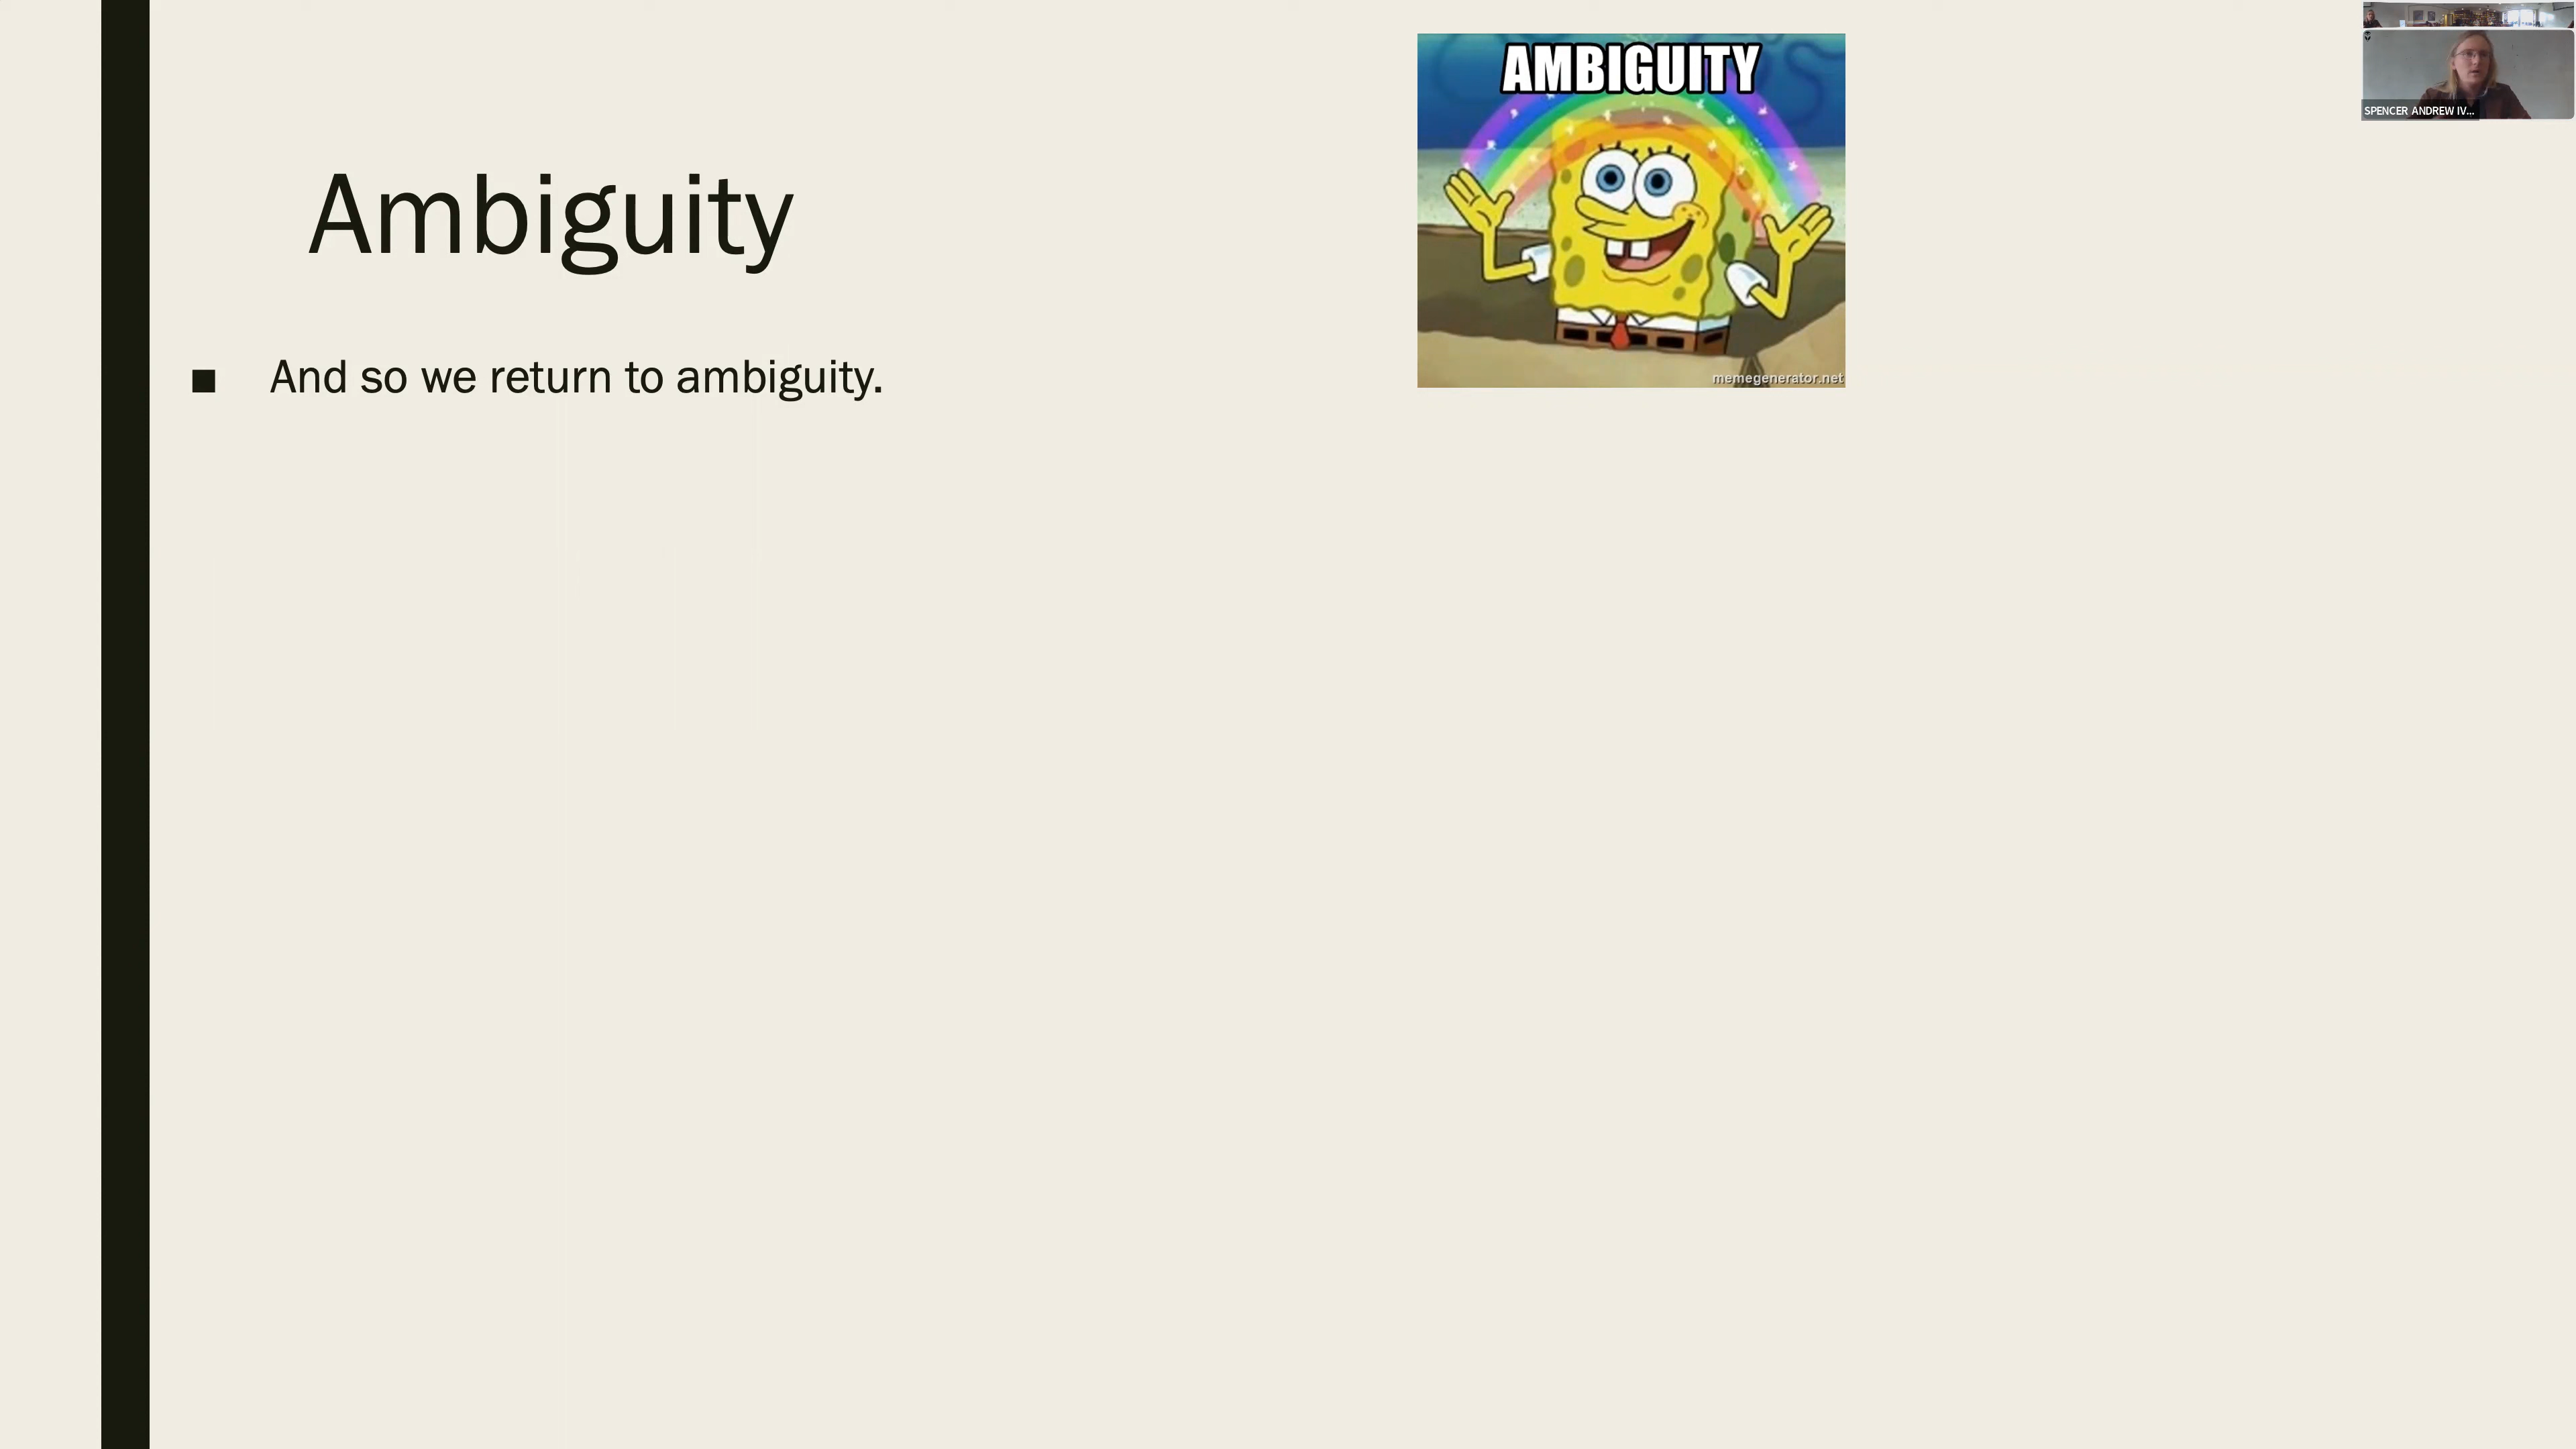 AMBIGUITY
Ambiguity
■ And so we return to ambiguity.
memegenerator.net
SPENCER ANDREW IV...